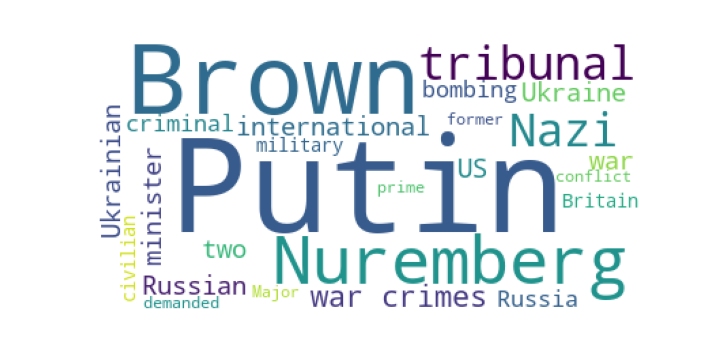 Brown
tribunal
bombing
Ukraine
criminal
international
former
Nazi
military
Putin
US
war
conflict
prime
Britain
Ukrainian
minister
civilian
two
Nuremberg
Russian
Major
war crimes
Russia
demanded